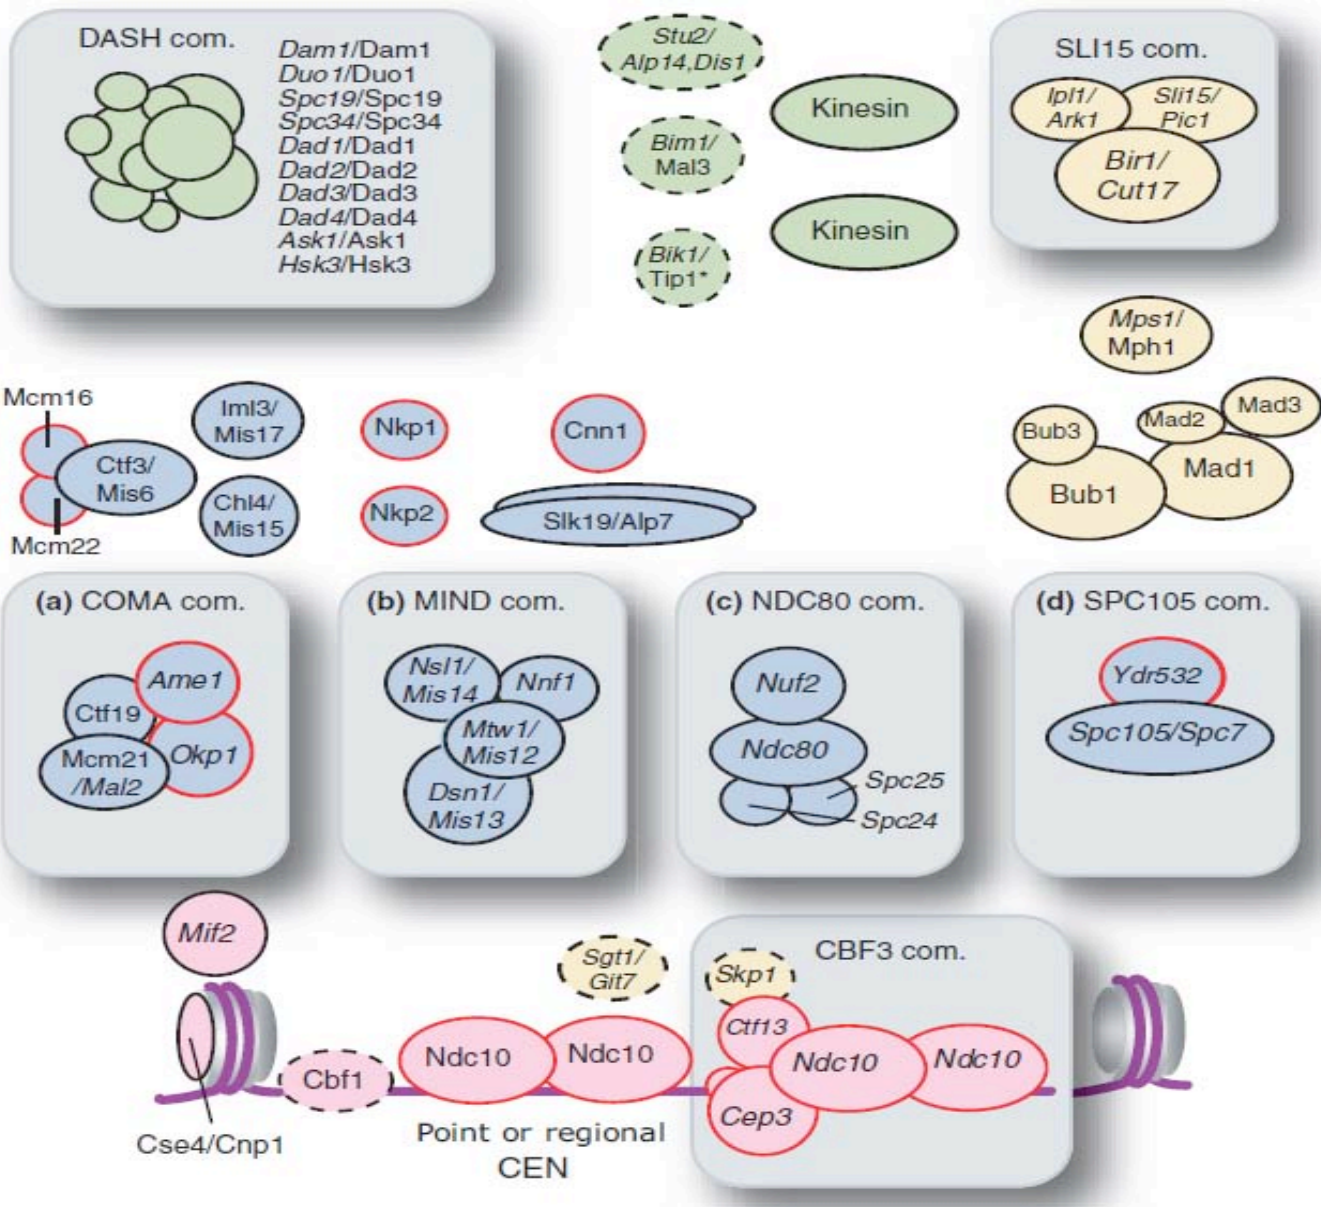 DASH com.
Dam1/Dam1
Duo1/Duo1
Spc19/Spc19
Spc34/Spc34
Dad1/Dad1
Dad2/Dad2
Dad3/Dad3
Dad4/Dad4
Ask1/Ask1
Hsk3/Hsk3
Stu2/
Alp14,Dis1
Bim1/
Mal3
Bik1/
Tip1*
Kinesin
Kinesin
SLI15 com.
Ipl1/
Ark1
Sli15/
Pic1
Bir1/
Cut17
Mps1/
Mph1
Bub3
Mad2
Mad3
Bub1
Mad1
Mcm16
Ctf3/
Mis6
Mcm22
Iml3/
Mis17
Chl4/
Mis15
Nkp1
Nkp2
Cnn1
Slk19/Alp7
(a) COMA com.
Ame1
Ctf19
Okp1
Mcm21
/Mal2
(b) MIND com.
Nsl1/
Mis14
Nnf1
Mtw1/
Mis12
Dsn1/
Mis13
(c) NDC80 com.
Nuf2
Ndc80
Spc25
Spc24
(d) SPC105 com.
Ydr532
Spc105/Spc7
Mif2
Cse4/Cnp1
Cbf1
Ndc10
Ndc10
Sgt1/
Git7
Point or regional
CEN
CBF3 com.
Skp1
Ctf13
Ndc10
Ndc10
Cep3